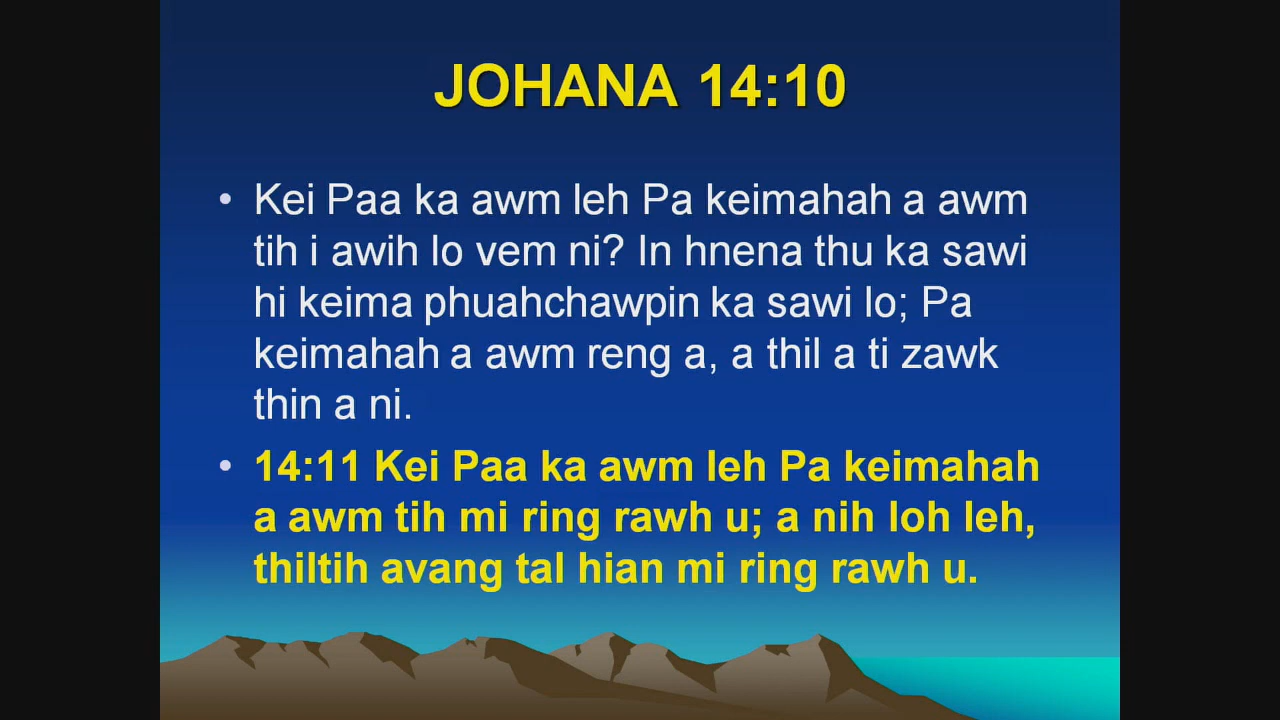 JOHANA 14:10
• Kei Paa ka awm leh Pa keimahah a awm
tih i awih lo vem ni? In hnena thu ka sawi
hi keima phuahchawpin ka sawi lo; Pa
keimahah a awm reng a, a thil a ti zawk
thin a ni.
• 14:11 Kei Paa ka awm leh Pa keimahah
a awm tih mi ring rawh u; a nih loh leh,
thiltih avang tal hian mi ring rawh u.